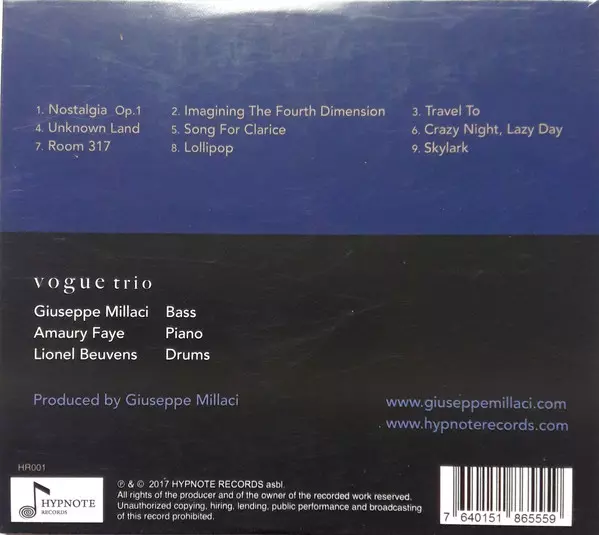 1. Nostalgia Op.1 2. Imagining The Fourth Dimension 3. Travel To
4. Unknown Land 5. Song For Clarice 6. Crazy Night, Lazy Day
7. Room 317 8. Lollipop 9. Skylark
vogue trio
Giuseppe Millaci Bass
Amaury Faye Piano
Lionel Beuvens Drums
Produced by Giuseppe Millaci
www.giuseppemillaci.com
www.hypnoterecords.com
HR001
HYPNOTE
RECORDS
℗ & © 2017 HYPNOTE RECORDS asbl.
All rights of the producer and of the owner of the recorded work reserved.
Unauthorized copying, hiring, lending, public performance and broadcasting
of this record prohibited.
7 640151 865559